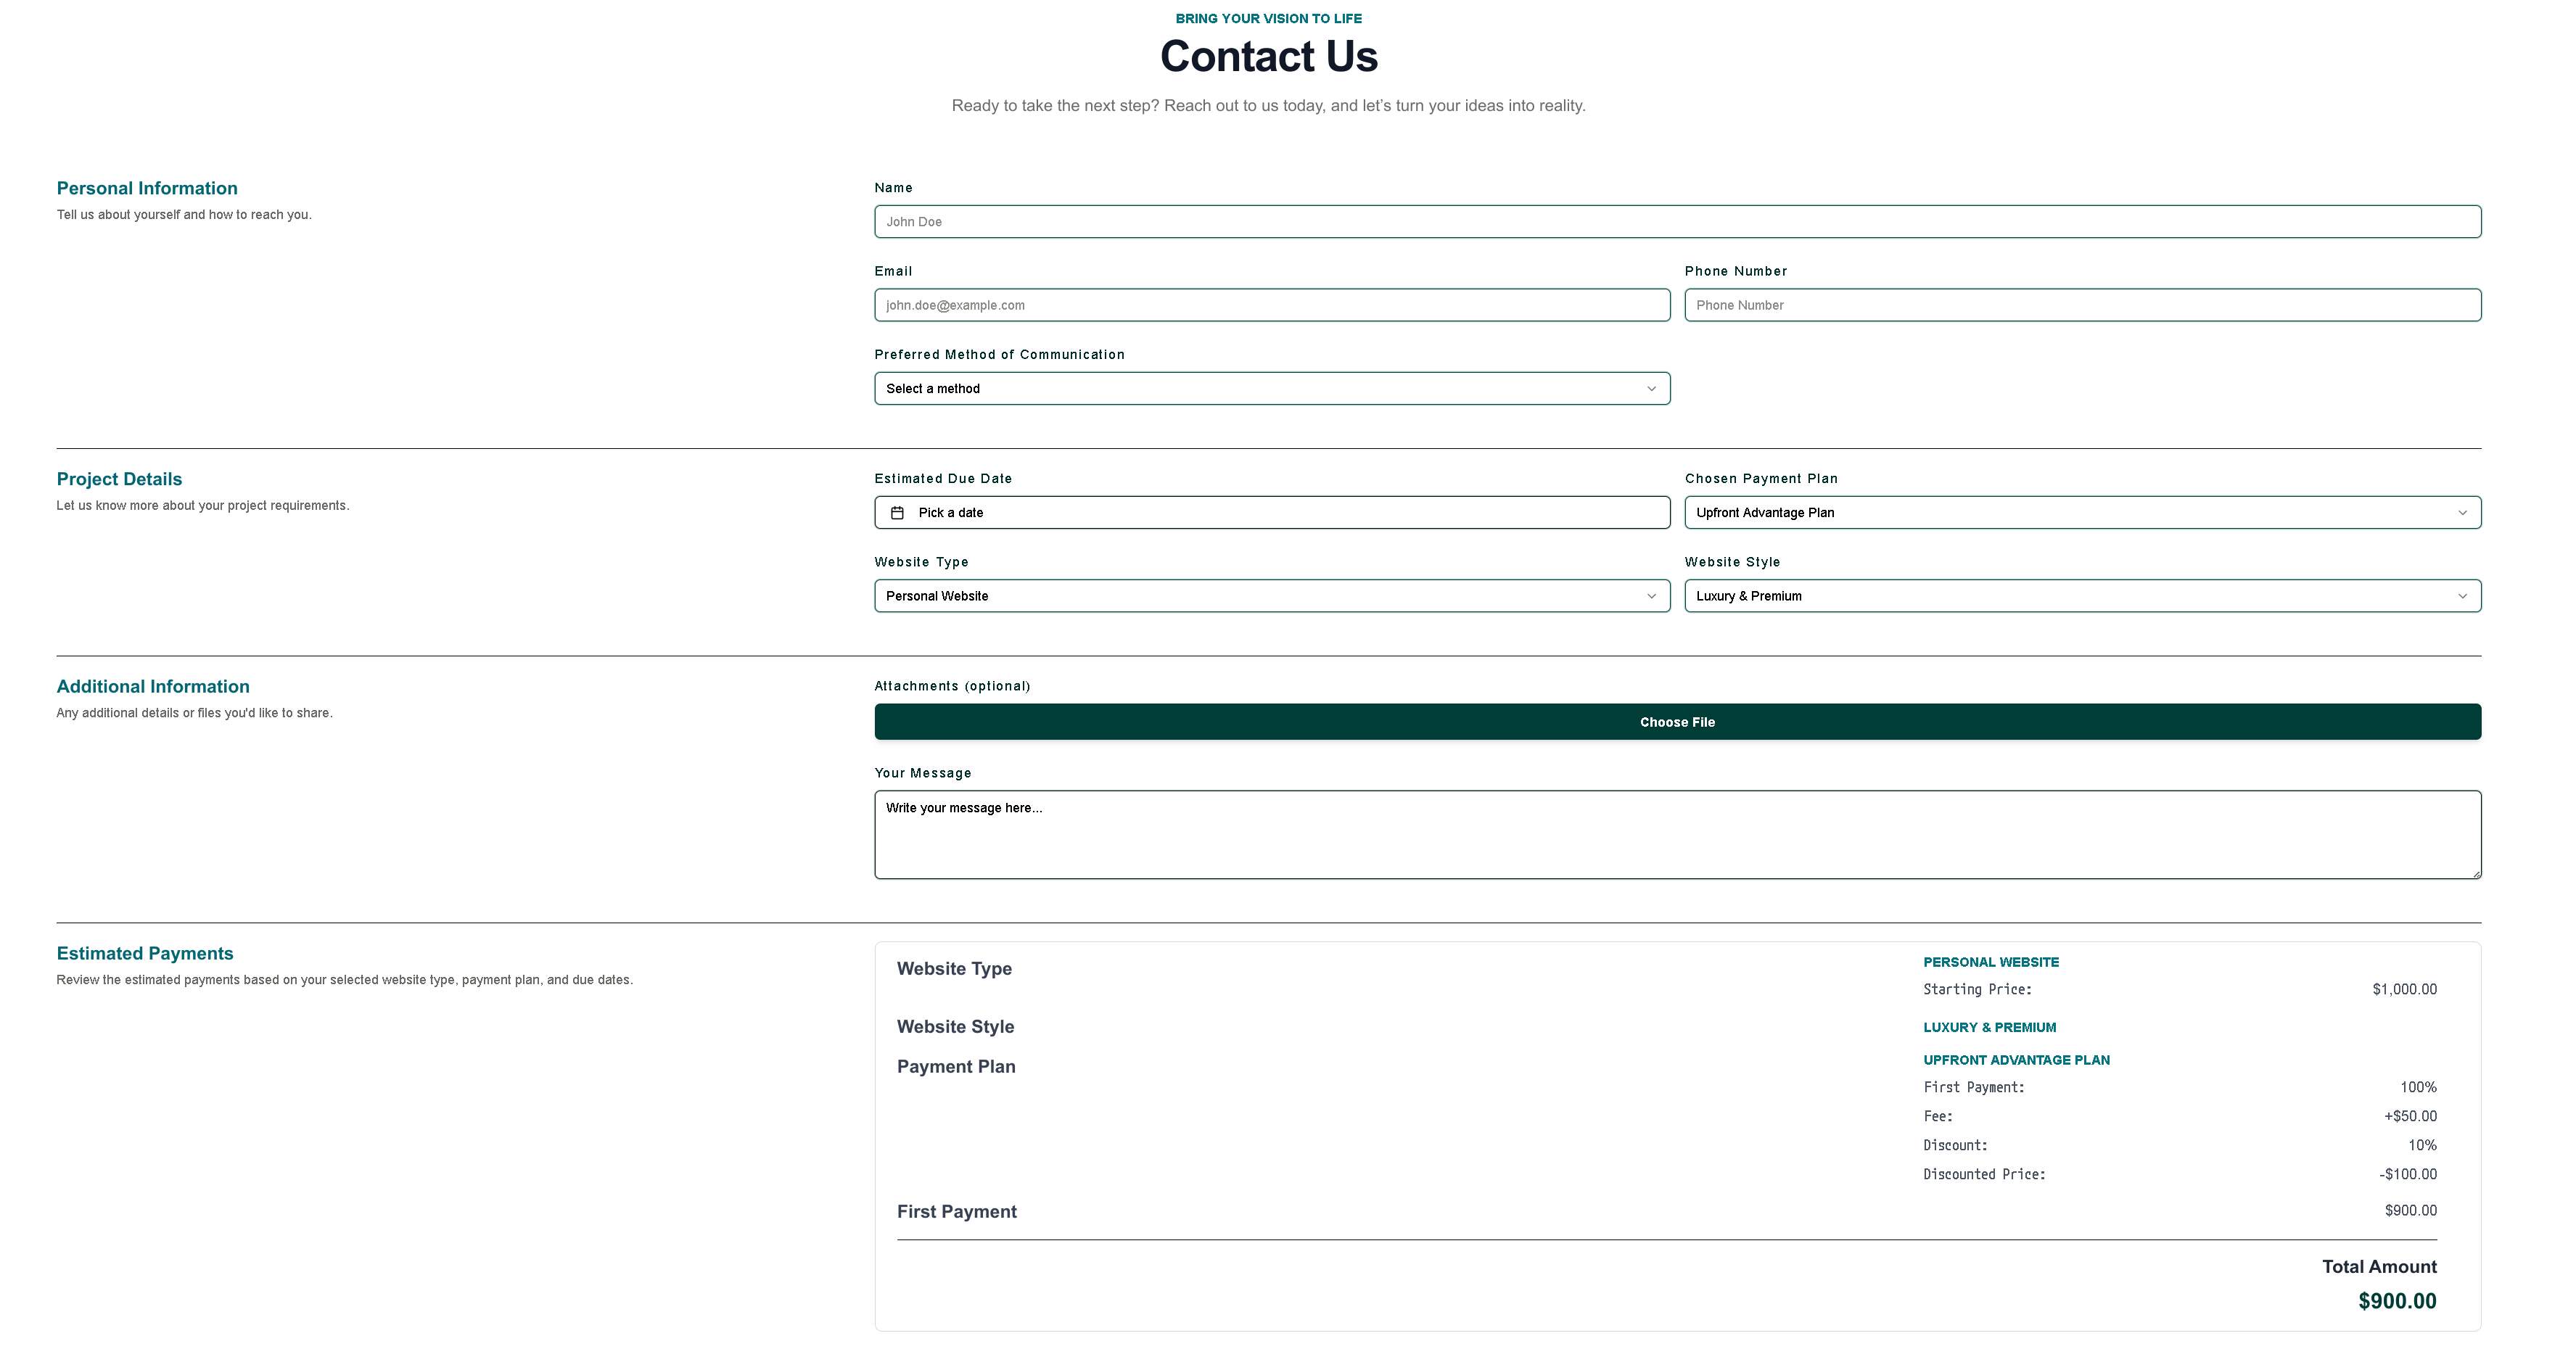 BRING YOUR VISION TO LIFE
Contact Us
Ready to take the next step? Reach out to us today, and let's turn your ideas into reality.
Personal Information
Tell us about yourself and how to reach you.
Name
John Doe
Email
Phone Number
john.doe@example.com
Phone Number
Preferred Method of Communication
Select a method
Project Details
Let us know more about your project requirements.
Estimated Due Date
Chosen Payment Plan
Pick a date
Upfront Advantage Plan
Website Type
Website Style
Personal Website
Luxury & Premium
Additional Information
Any additional details or files you'd like to share.
Attachments (optional)
Choose File
Your Message
Write your message here...
Estimated Payments
Review the estimated payments based on your selected website type, payment plan, and due dates.
Website Type
PERSONAL WEBSITE
Starting Price: $1,000.00
Website Style
LUXURY & PREMIUM
Payment Plan
UPFRONT ADVANTAGE PLAN
First Payment: 100%
Fee: +$50.00
Discount: 10%
Discounted Price: -$100.00
First Payment $900.00
Total Amount
$900.00